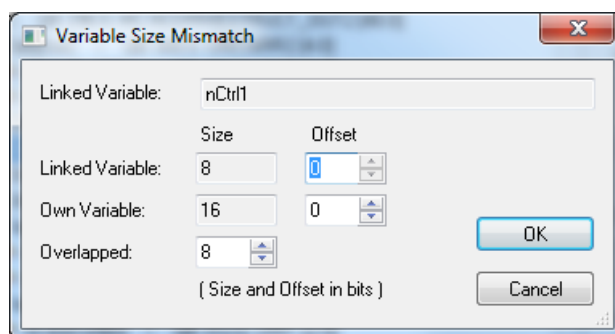 Variable Size Mismatch
Linked Variable: nCtrl1
Size Offset
Linked Variable: 8 0
Own Variable: 16 0
Overlapped: 8
( Size and Offset in bits )
OK
Cancel